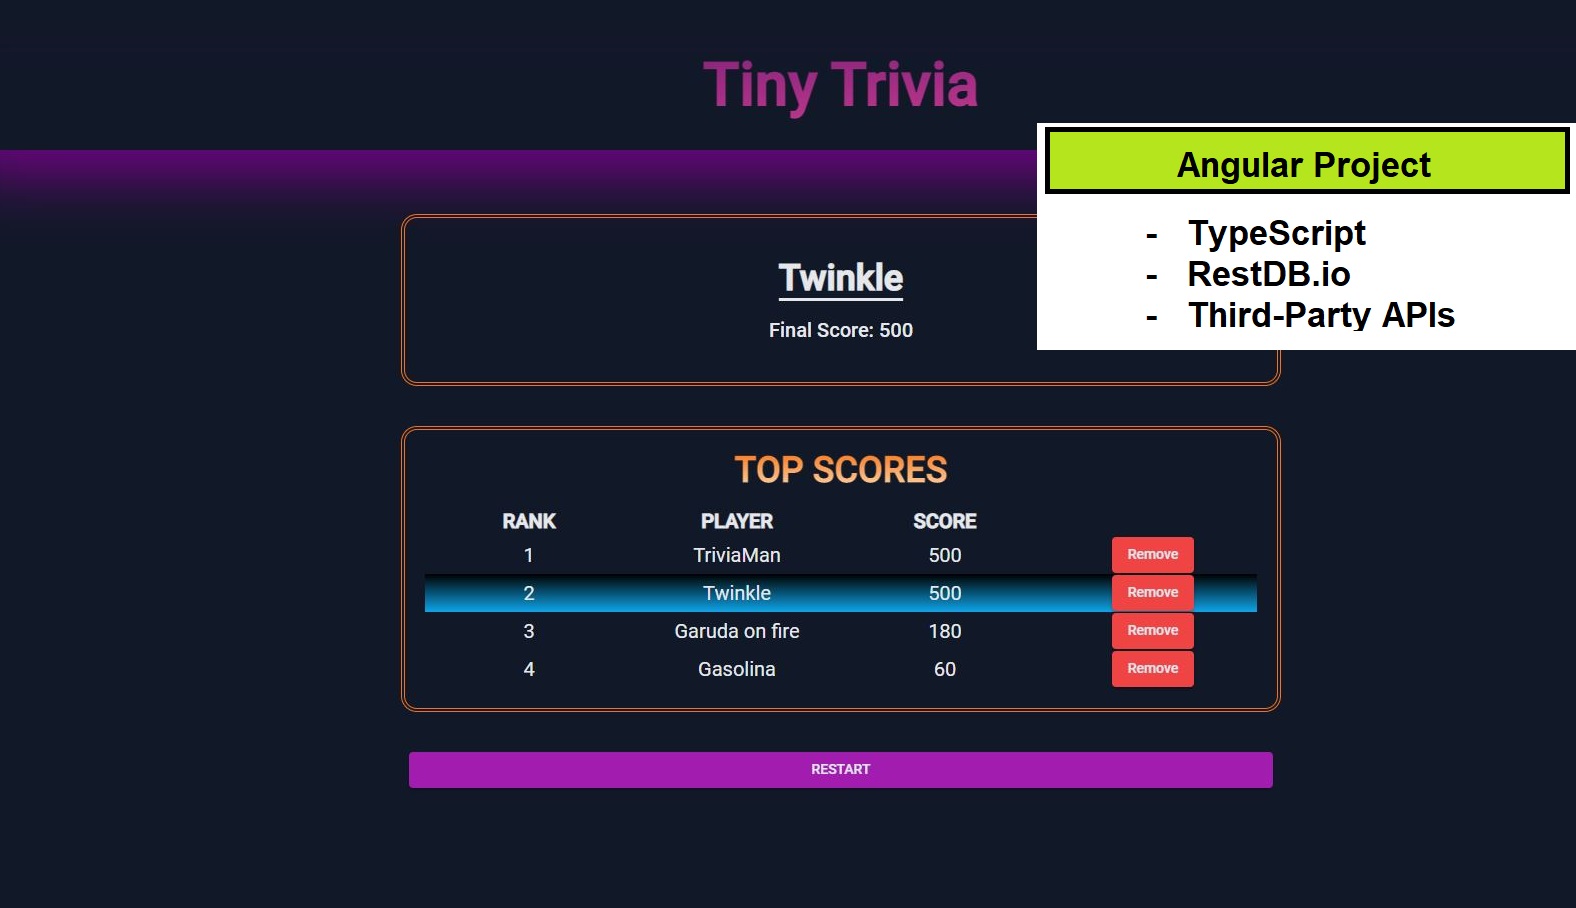 Tiny Trivia
Angular Project
- TypeScript
- RestDB.io
- Third-Party APIs
Twinkle
Final Score: 500
TOP SCORES
RANK PLAYER SCORE
1 TriviaMan 500 Remove
2 Twinkle 500 Remove
3 Garuda on fire 180 Remove
4 Gasolina 60 Remove
RESTART